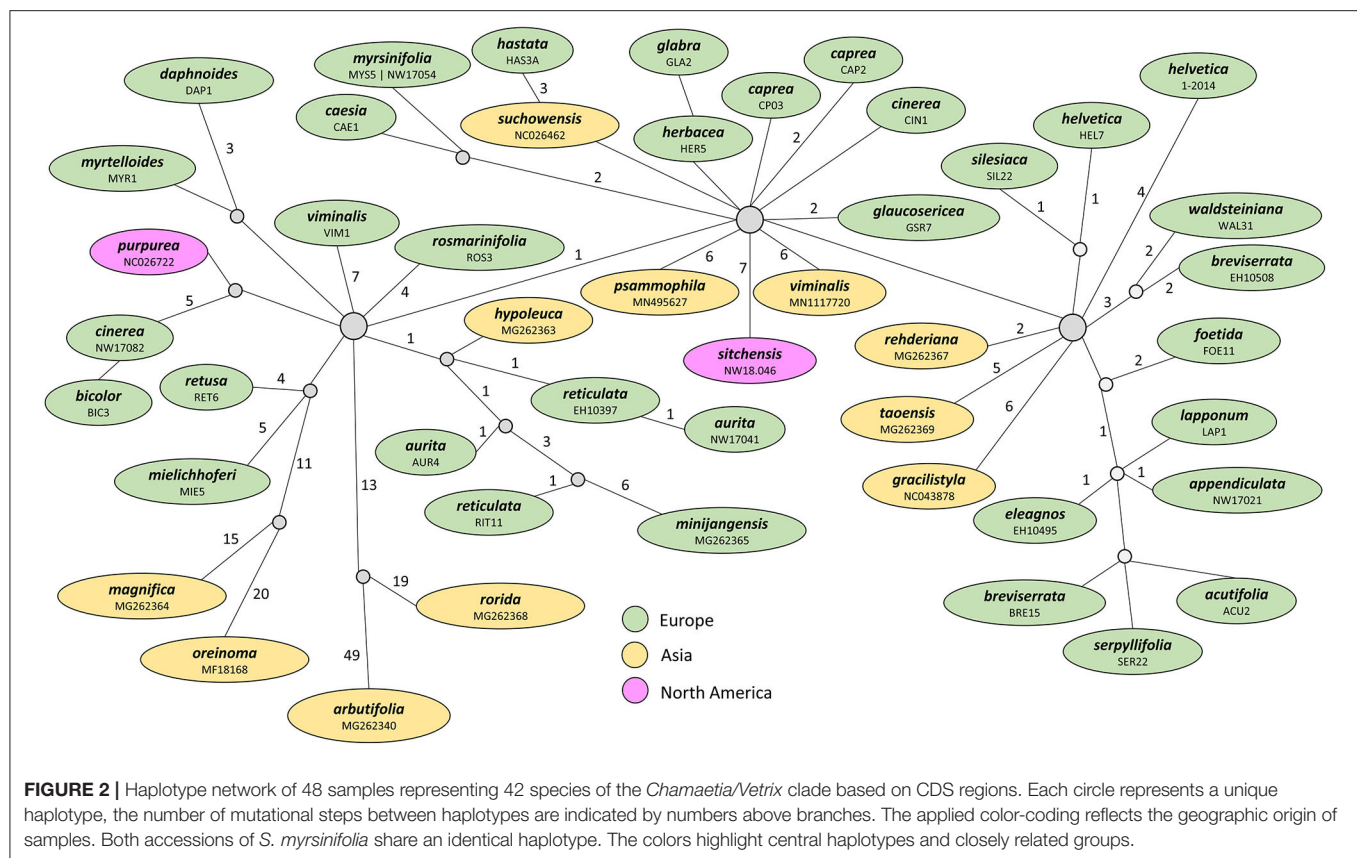 daphnoides
DAP1
myrsinifolia
MYS5 | NW17054
hastata
HAS3A
glabra
GLA2
caprea
CAP2
helvetica
1-2014
caesia
CAE1
3
suchowensis
NC026462
caprea
CP03
cinerea
CIN1
helvetica
HEL7
herbacea
HER5
2
silesiaca
SIL22
3
myrtelloides
MYR1
2
4
1
1
waldsteiniana
WAL31
viminalis
VIM1
glaucosericea
GSR7
2
2
breviserrata
EH10508
purpurea
NC026722
rosmarinifolia
ROS3
1
6
7
6
3
2
7
4
psammophila
MN495627
viminalis
MN1117720
5
hypoleuca
MG262363
rehderiana
MG262367
2
foetida
FOE11
cinerea
NW17082
1
sitchensis
NW18.046
2
retusa
RET6
4
1
5
bicolor
BIC3
1
reticulata
EH10397
1
aurita
NW17041
taoensis
MG262369
6
lapponum
LAP1
5
aurita
AUR4
1
3
1
mielichhoferi
MIE5
11
13
1
6
gracilistyla
NC043878
1
1
appendiculata
NW17021
reticulata
RIT11
minijangensis
MG262365
eleagnos
EH10495
15
magnifica
MG262364
20
19
rorida
MG262368
breviserrata
BRE15
acutifolia
ACU2
oreinoma
MF18168
49
serpyllifolia
SER22
arbutifolia
MG262340
Europe
Asia
North America
FIGURE 2 | Haplotype network of 48 samples representing 42 species of the Chamaetia/Vetrix clade based on CDS regions. Each circle represents a unique
haplotype, the number of mutational steps between haplotypes are indicated by numbers above branches. The applied color-coding reflects the geographic origin of
samples. Both accessions of S. myrsinifolia share an identical haplotype. The colors highlight central haplotypes and closely related groups.